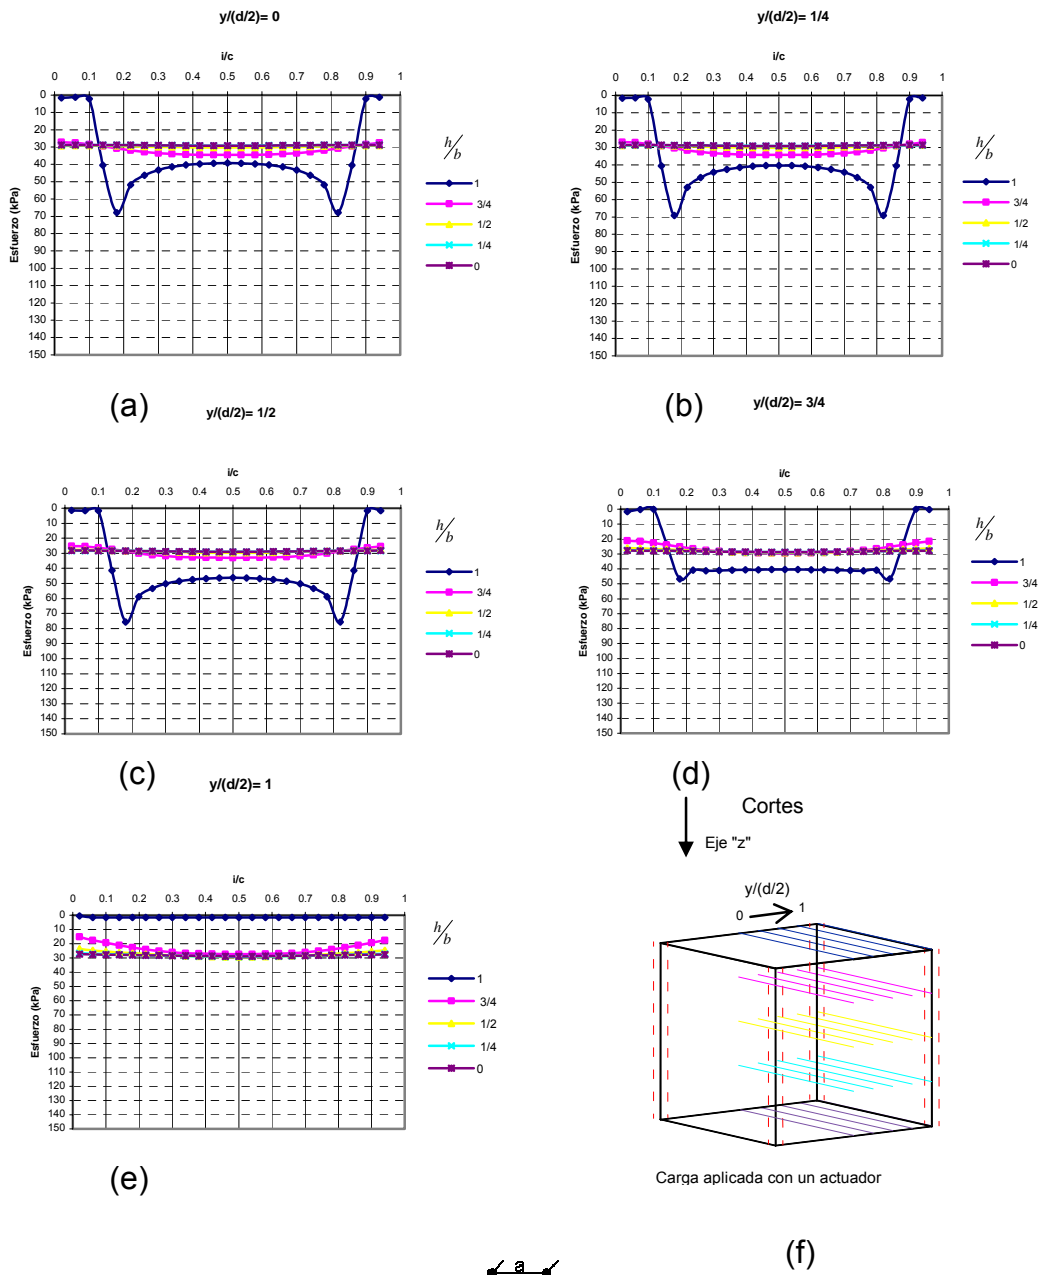 y/(d/2)= 0
i/c
0 0.1 0.2 0.3 0.4 0.5 0.6 0.7 0.8 0.9 1
0
10
20
30
40
50
60
70
80
90
100
110
120
130
140
150
Esfuerzo (kPa)
h/b
1
3/4
1/2
1/4
0
(a)
y/(d/2)= 1/4
i/c
0 0.1 0.2 0.3 0.4 0.5 0.6 0.7 0.8 0.9 1
0
10
20
30
40
50
60
70
80
90
100
110
120
130
140
150
Esfuerzo (kPa)
h/b
1
3/4
1/2
1/4
0
(b)
y/(d/2)= 1/2
i/c
0 0.1 0.2 0.3 0.4 0.5 0.6 0.7 0.8 0.9 1
0
10
20
30
40
50
60
70
80
90
100
110
120
130
140
150
Esfuerzo (kPa)
h/b
1
3/4
1/2
1/4
0
(c)
y/(d/2)= 3/4
i/c
0 0.1 0.2 0.3 0.4 0.5 0.6 0.7 0.8 0.9 1
0
10
20
30
40
50
60
70
80
90
100
110
120
130
140
150
Esfuerzo (kPa)
h/b
1
3/4
1/2
1/4
0
(d)
y/(d/2)= 1
i/c
0 0.1 0.2 0.3 0.4 0.5 0.6 0.7 0.8 0.9 1
0
10
20
30
40
50
60
70
80
90
100
110
120
130
140
150
Esfuerzo (kPa)
h/b
1
3/4
1/2
1/4
0
(e)
Cortes
Eje "z"
y/(d/2)
0 1
Carga aplicada con un actuador
(f)
a